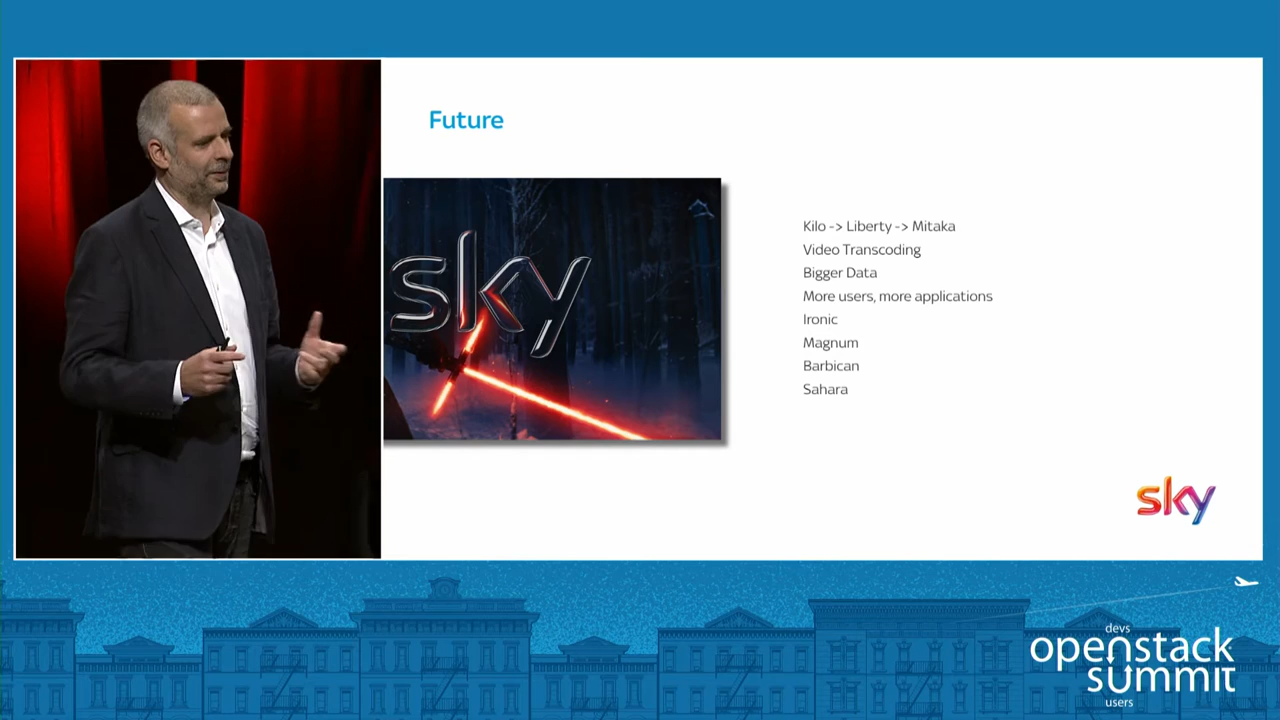 Future
sky
Kilo -> Liberty -> Mitaka
Video Transcoding
Bigger Data
More users, more applications
Ironic
Magnum
Barbican
Sahara
sky
devs
openstack
summit
users